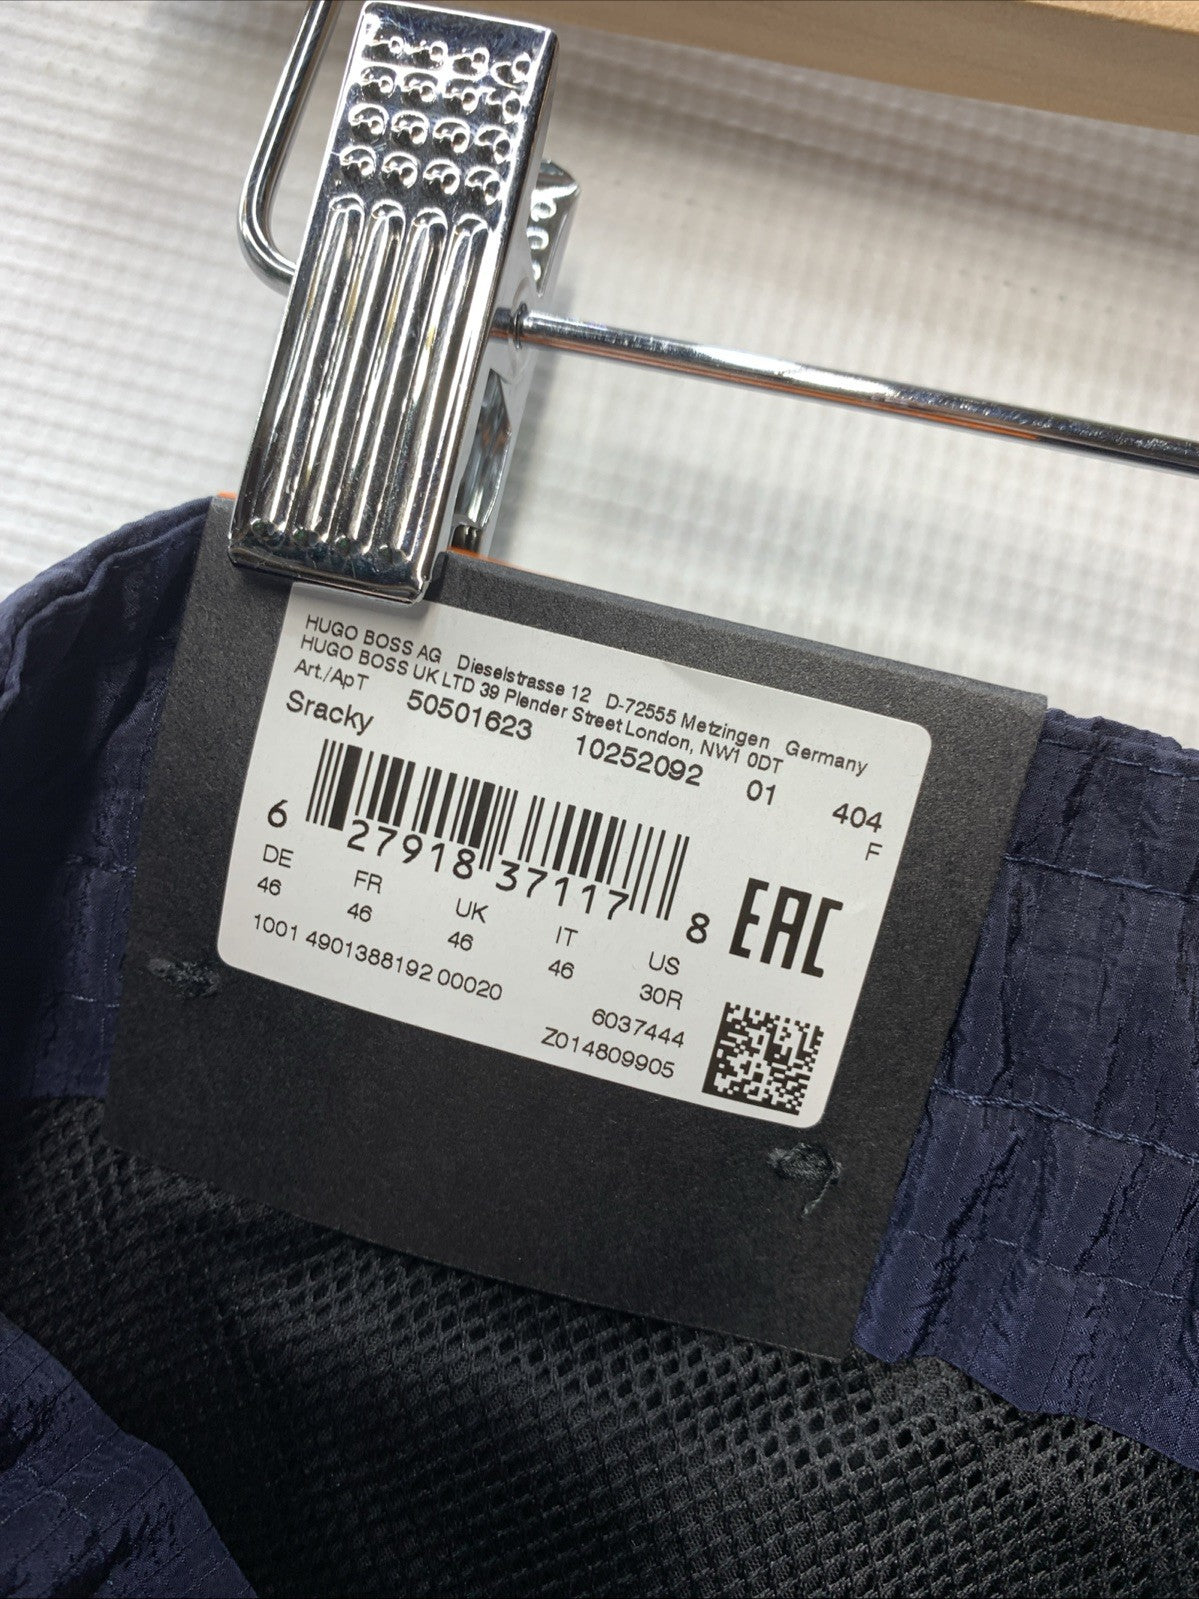 HUGO BOSS AG Dieselstrasse 12 D-72555 Metzingen Germany
HUGO BOSS UK LTD 39 Plender Street London, NW1 0DT
Art./АрТ 50501623 10252092 01 404
Sracky F
6 27918 37117 8
EAC
DE FR UK IT US
46 46 46 46 30R
1001 4901388192 00020 6037444
Z014809905